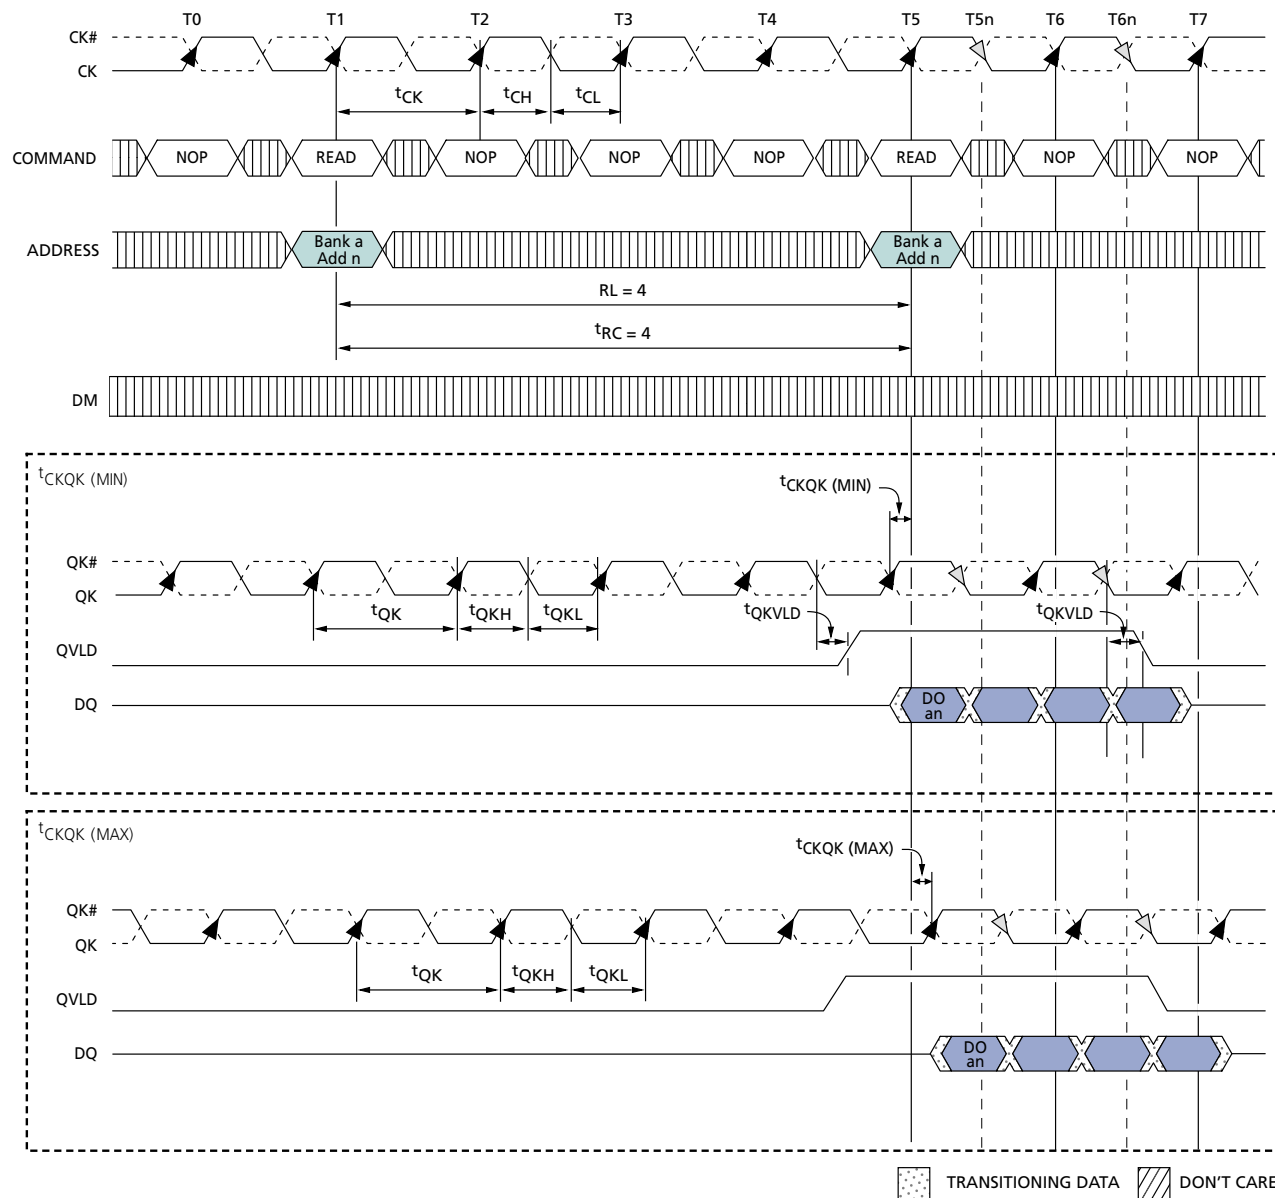 T0 T1 T2 T3 T4 T5 T5n T6 T6n T7
CK#
CK
tCK tCH tCL
COMMAND NOP READ NOP NOP NOP READ NOP NOP
ADDRESS Bank a Bank a
Add n Add n
RL = 4
tRC = 4
DM
tCKQK (MIN)
tCKQK (MIN)
QK#
QK
tQK tQKH tQKL tQKVLD tQKVLD
QVLD
DQ DO
an
tCKQK (MAX)
tCKQK (MAX)
QK#
QK
tQK tQKH tQKL
QVLD
DQ DO
an
TRANSITIONING DATA DON'T CARE